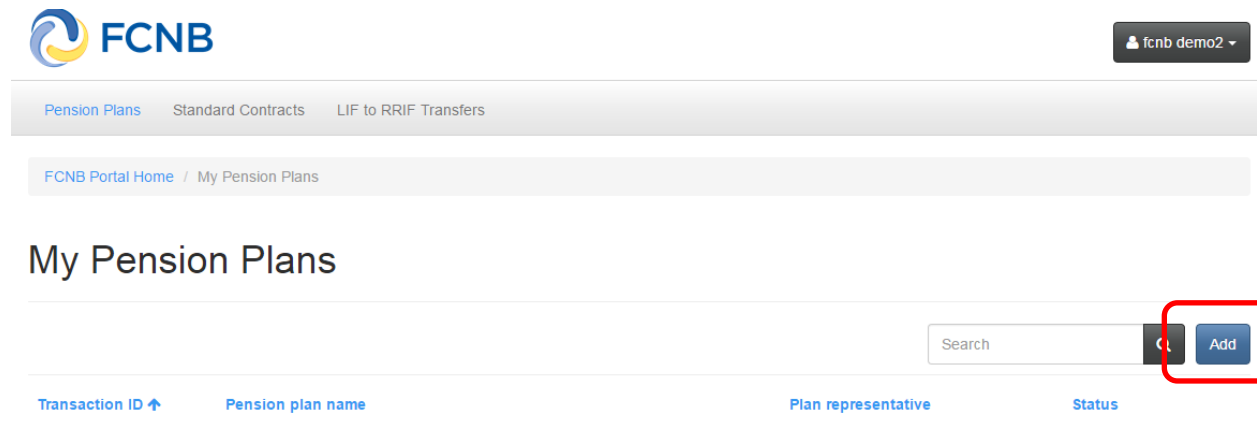 FCNB
fcnb demo2
Pension Plans Standard Contracts LIF to RRIF Transfers
FCNB Portal Home / My Pension Plans
My Pension Plans
Search Add
Transaction ID Pension plan name Plan representative Status